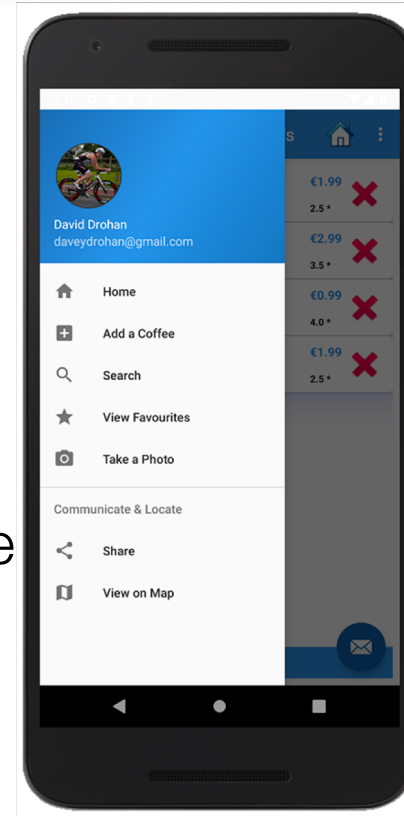 s
€1.99
2.5 *
David Drohan
daveydrohan@gmail.com
€2.99
3.5 *
Home
€0.99
4.0 *
Add a Coffee
€1.99
2.5 *
Search
View Favourites
Take a Photo
Communicate & Locate
e
Share
View on Map